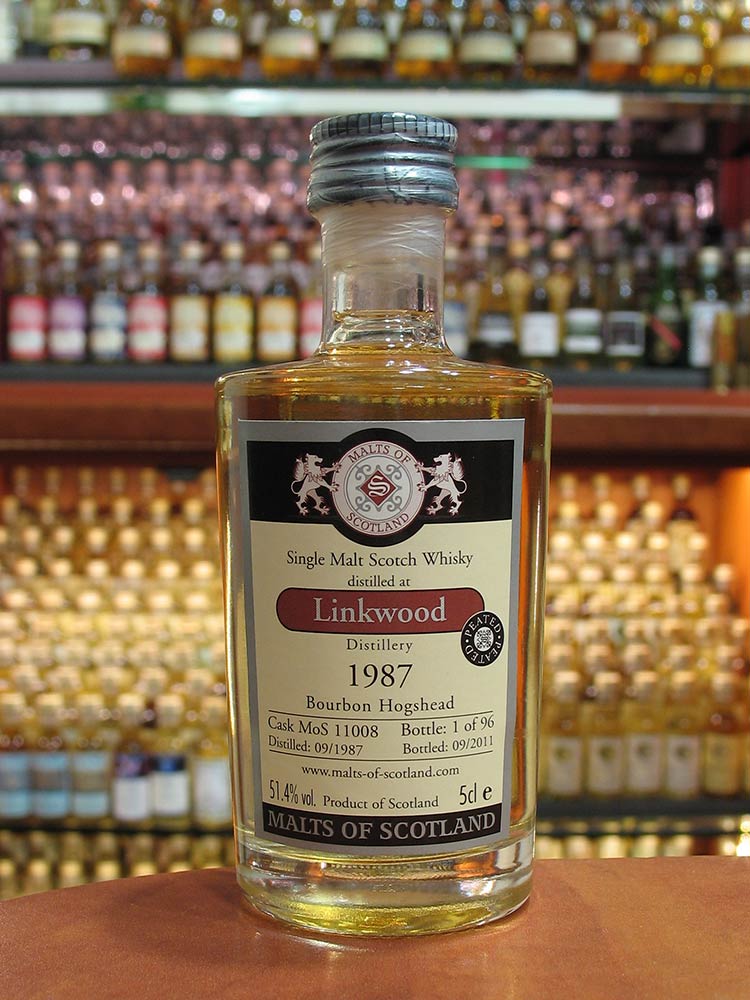 MALTS OF
S
SCOTLAND
Single Malt Scotch Whisky
distilled at
Linkwood
Distillery
PEATED · PEATED ·
1987
Bourbon Hogshead
Cask MoS 11008 Bottle: 1 of 96
Distilled: 09/1987 Bottled: 09/2011
www.malts-of-scotland.com
51.4% vol. Product of Scotland 5cl e
MALTS OF SCOTLAND